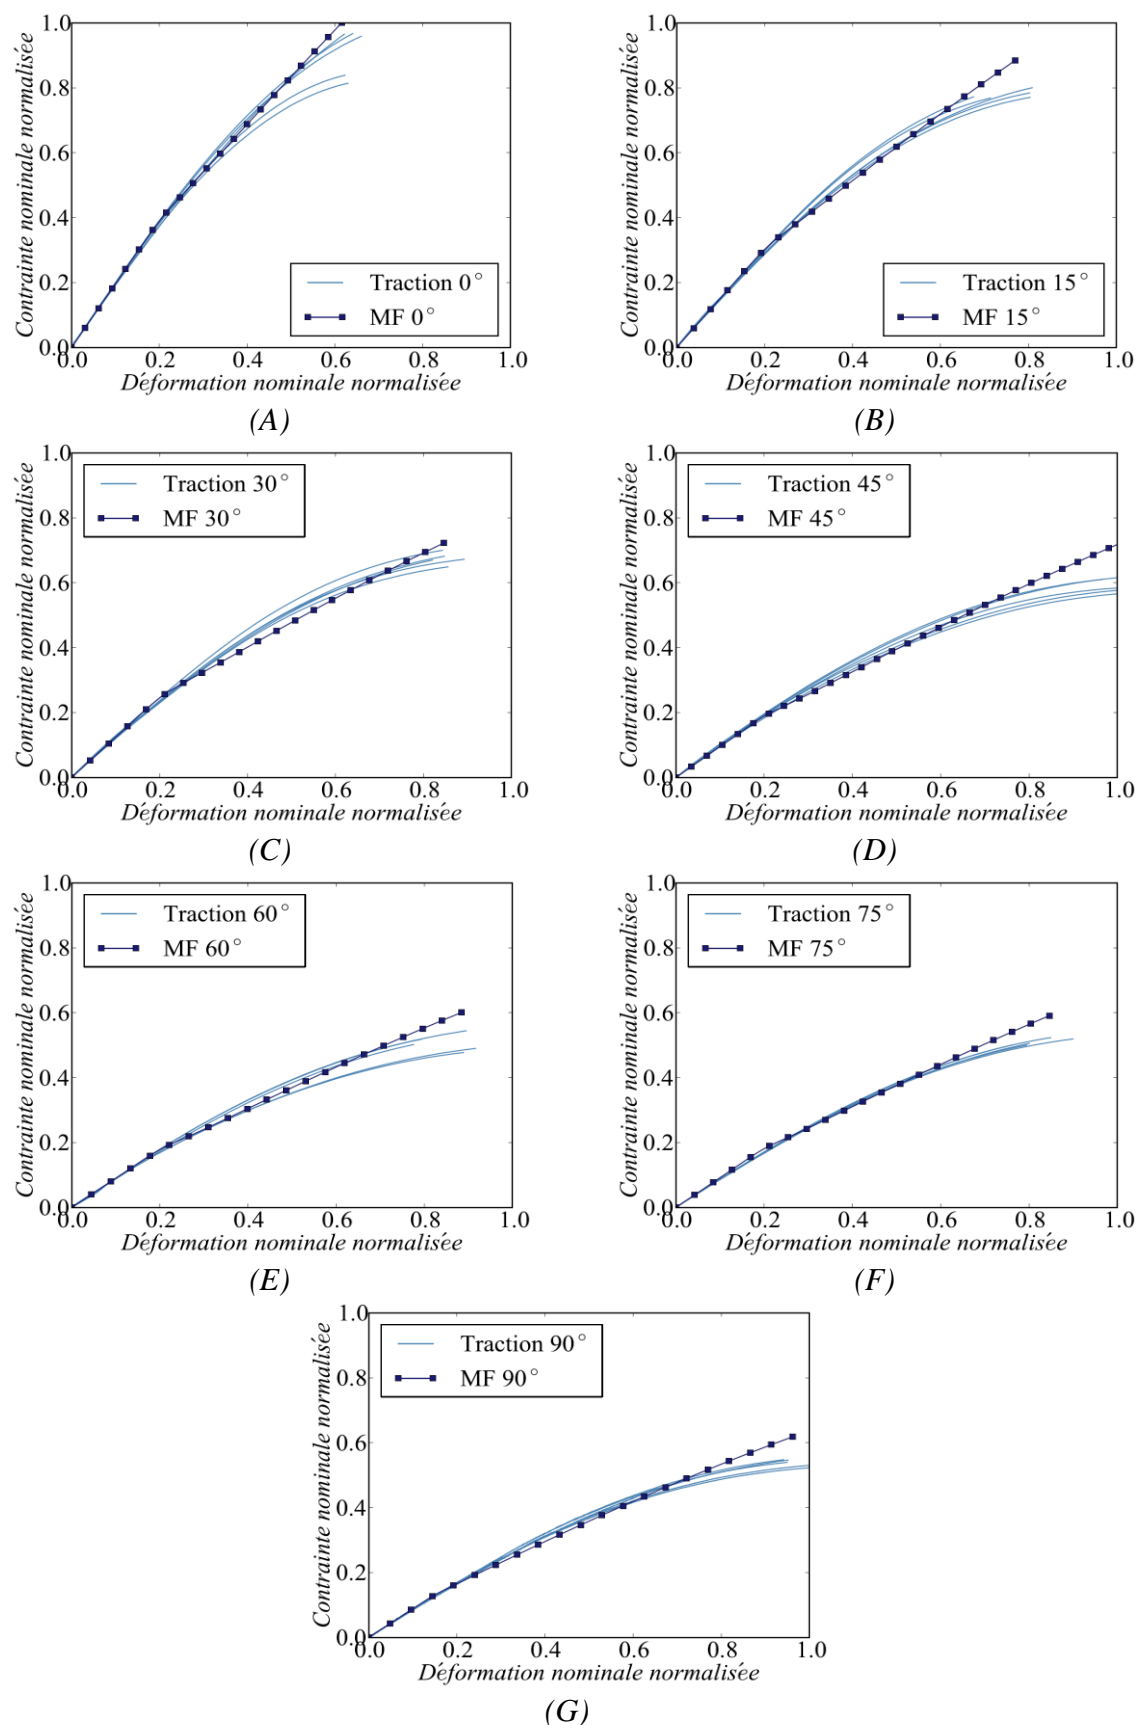 1.0
0.8
0.6
0.4
0.2
0.0
Contrainte nominale normalisée
Traction 0°
MF 0°
0.0 0.2 0.4 0.6 0.8 1.0
Déformation nominale normalisée
(A)
1.0
0.8
0.6
0.4
0.2
0.0
Contrainte nominale normalisée
Traction 15°
MF 15°
0.0 0.2 0.4 0.6 0.8 1.0
Déformation nominale normalisée
(B)
1.0
0.8
0.6
0.4
0.2
0.0
Contrainte nominale normalisée
Traction 30°
MF 30°
0.0 0.2 0.4 0.6 0.8 1.0
Déformation nominale normalisée
(C)
1.0
0.8
0.6
0.4
0.2
0.0
Contrainte nominale normalisée
Traction 45°
MF 45°
0.0 0.2 0.4 0.6 0.8 1.0
Déformation nominale normalisée
(D)
1.0
0.8
0.6
0.4
0.2
0.0
Contrainte nominale normalisée
Traction 60°
MF 60°
0.0 0.2 0.4 0.6 0.8 1.0
Déformation nominale normalisée
(E)
1.0
0.8
0.6
0.4
0.2
0.0
Contrainte nominale normalisée
Traction 75°
MF 75°
0.0 0.2 0.4 0.6 0.8 1.0
Déformation nominale normalisée
(F)
1.0
0.8
0.6
0.4
0.2
0.0
Contrainte nominale normalisée
Traction 90°
MF 90°
0.0 0.2 0.4 0.6 0.8 1.0
Déformation nominale normalisée
(G)